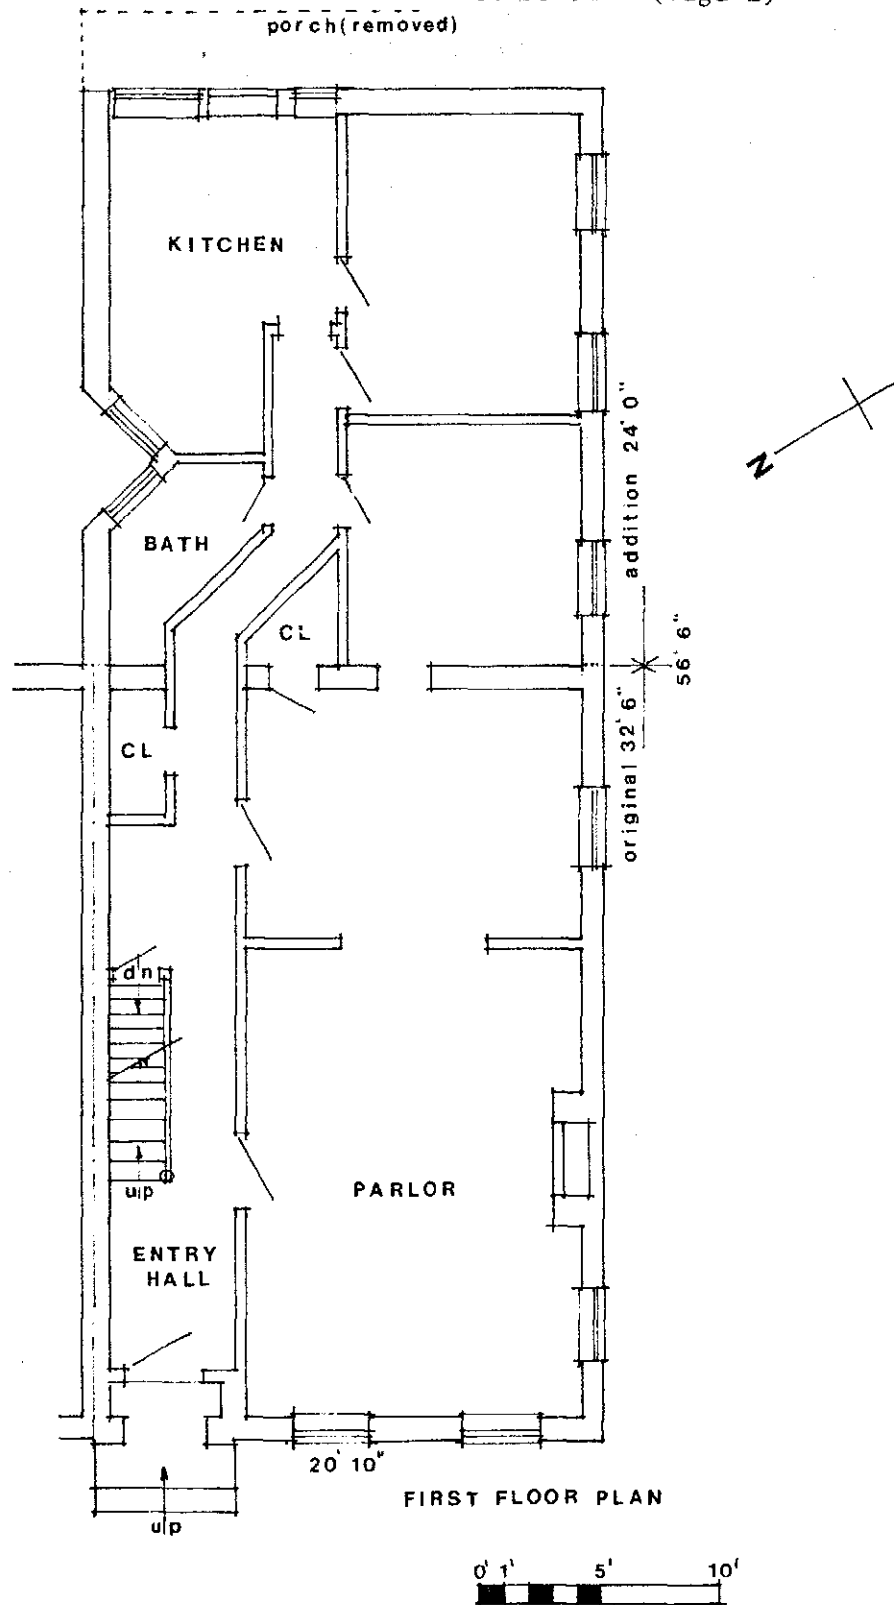 porch(removed)
KITCHEN
N
addition 24' 0"
BATH
CL
56' 6"
original 32' 6"
CL
dn
up
PARLOR
ENTRY
HALL
20' 10"
FIRST FLOOR PLAN
up
0' 1' 5' 10'